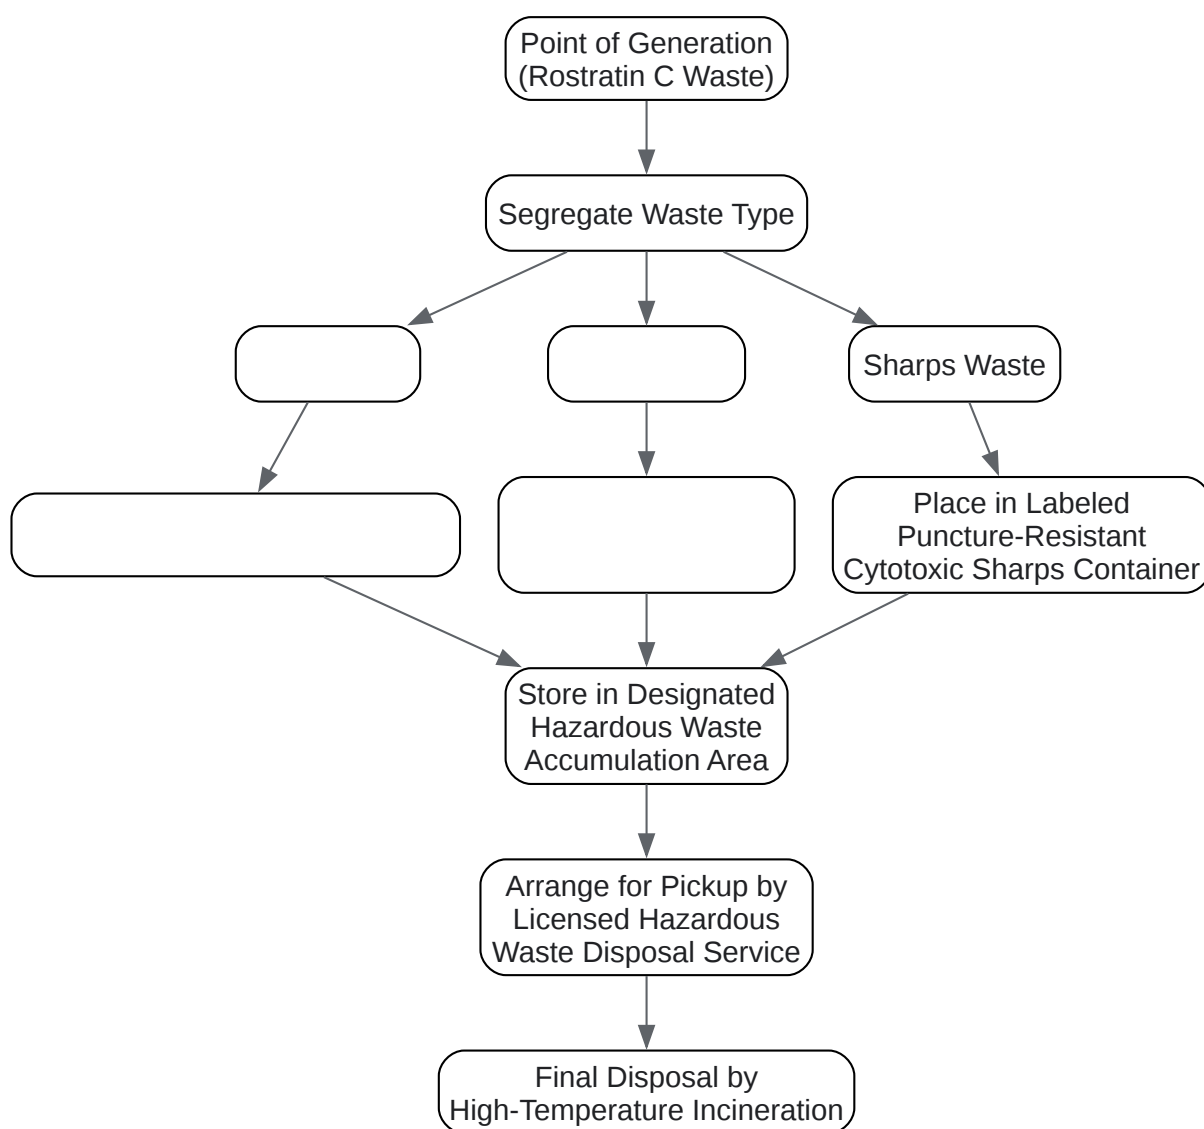 Point of Generation
(Rostratin C Waste)
Segregate Waste Type
Sharps Waste
Place in Labeled
Puncture-Resistant
Cytotoxic Sharps Container
Store in Designated
Hazardous Waste
Accumulation Area
Arrange for Pickup by
Licensed Hazardous
Waste Disposal Service
Final Disposal by
High-Temperature Incineration